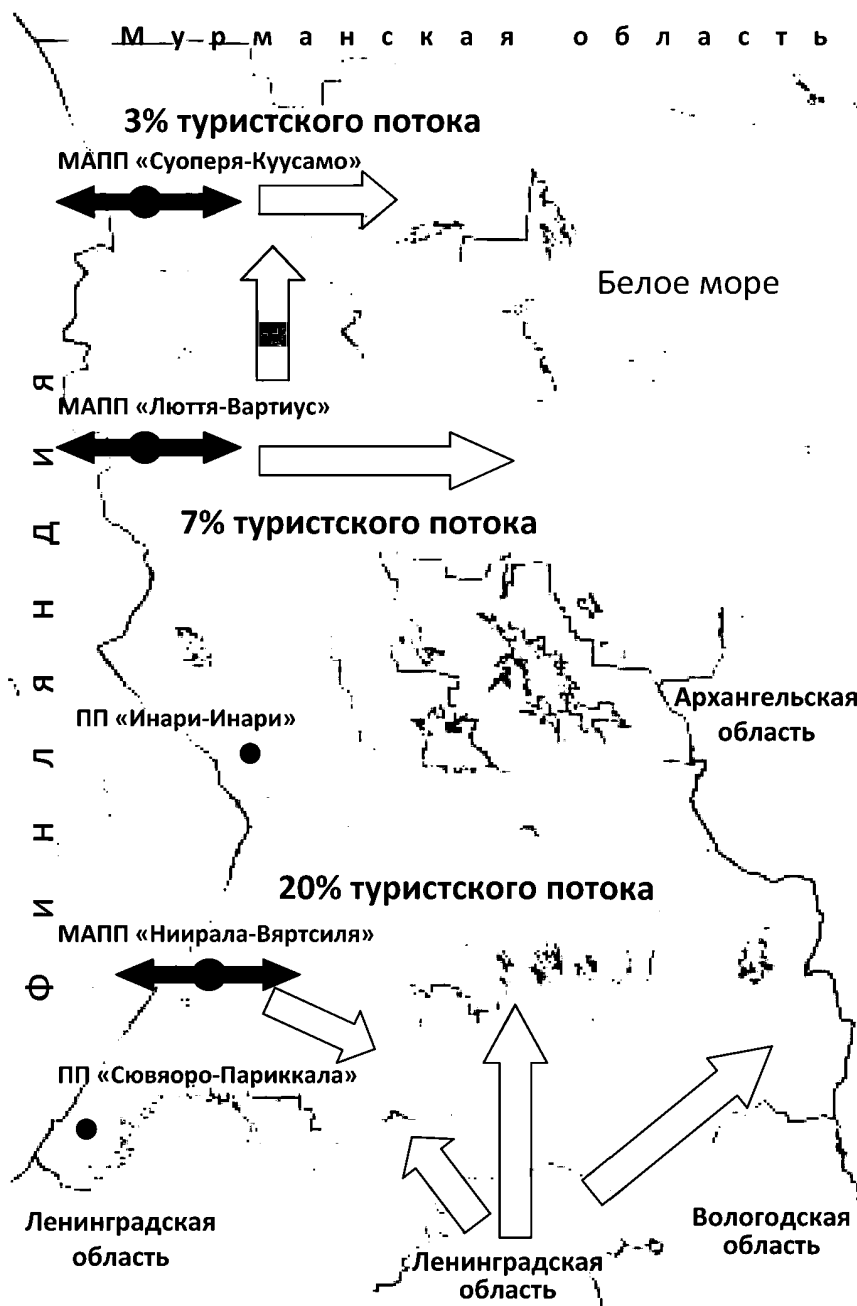 Мурманская область
3% туристского потока
МАПП «Суоперя-Куусамо»
Белое море
МАПП «Люття-Вартиус»
7% туристского потока
ФИНЛЯНДИЯ
ПП «Инари-Инари»
Архангельская
область
20% туристского потока
МАПП «Ниирала-Вяртсиля»
ПП «Сювяоро-Париккала»
Ленинградская
область
Ленинградская
область
Вологодская
область